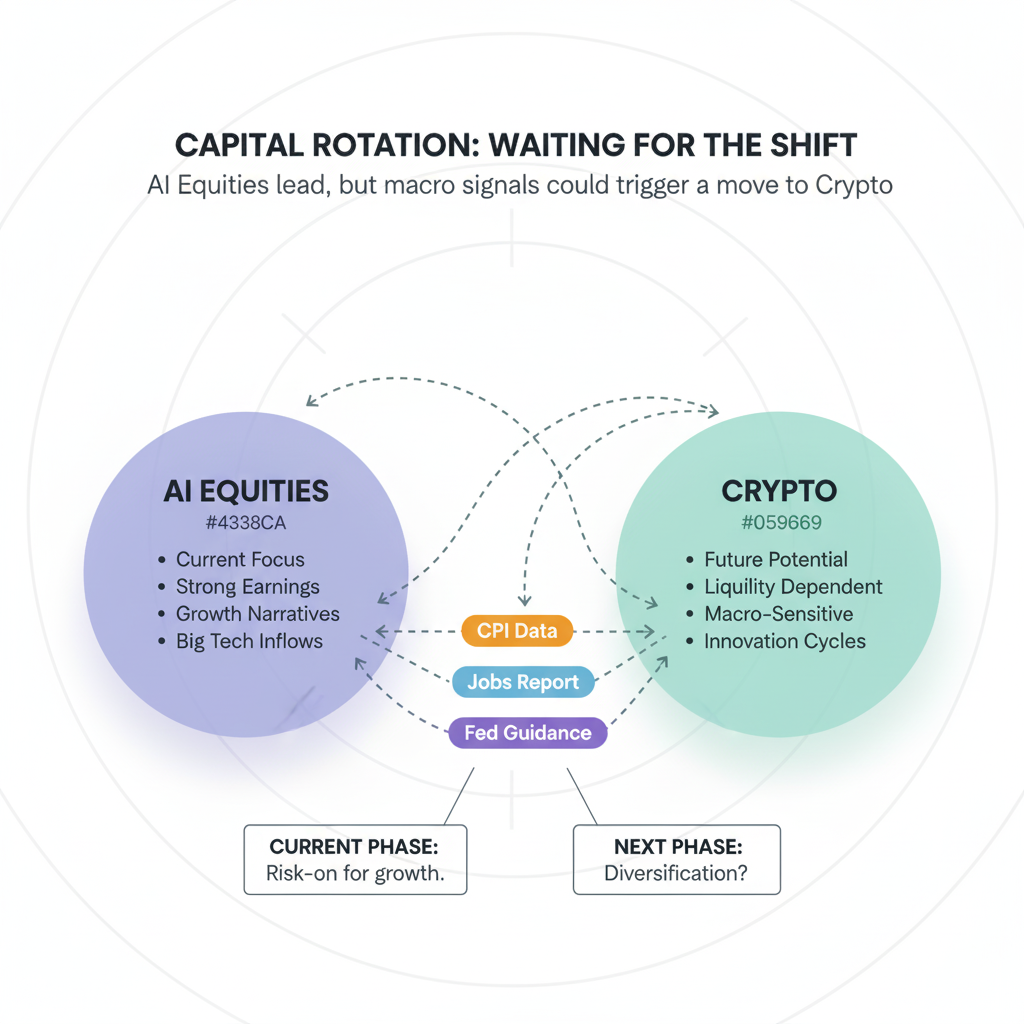 CAPITAL ROTATION: WAITING FOR THE SHIFT
AI Equities lead, but macro signals could trigger a move to Crypto
AI EQUITIES
#4338CA
• Current Focus
• Strong Earnings
• Growth Narratives
• Big Tech Inflows
CRYPTO
#059669
• Future Potential
• Liquility Dependent
• Macro-Sensitive
• Innovation Cycles
CPI Data
Jobs Report
Fed Guidance
CURRENT PHASE:
Risk-on for growth.
NEXT PHASE:
Diversification?